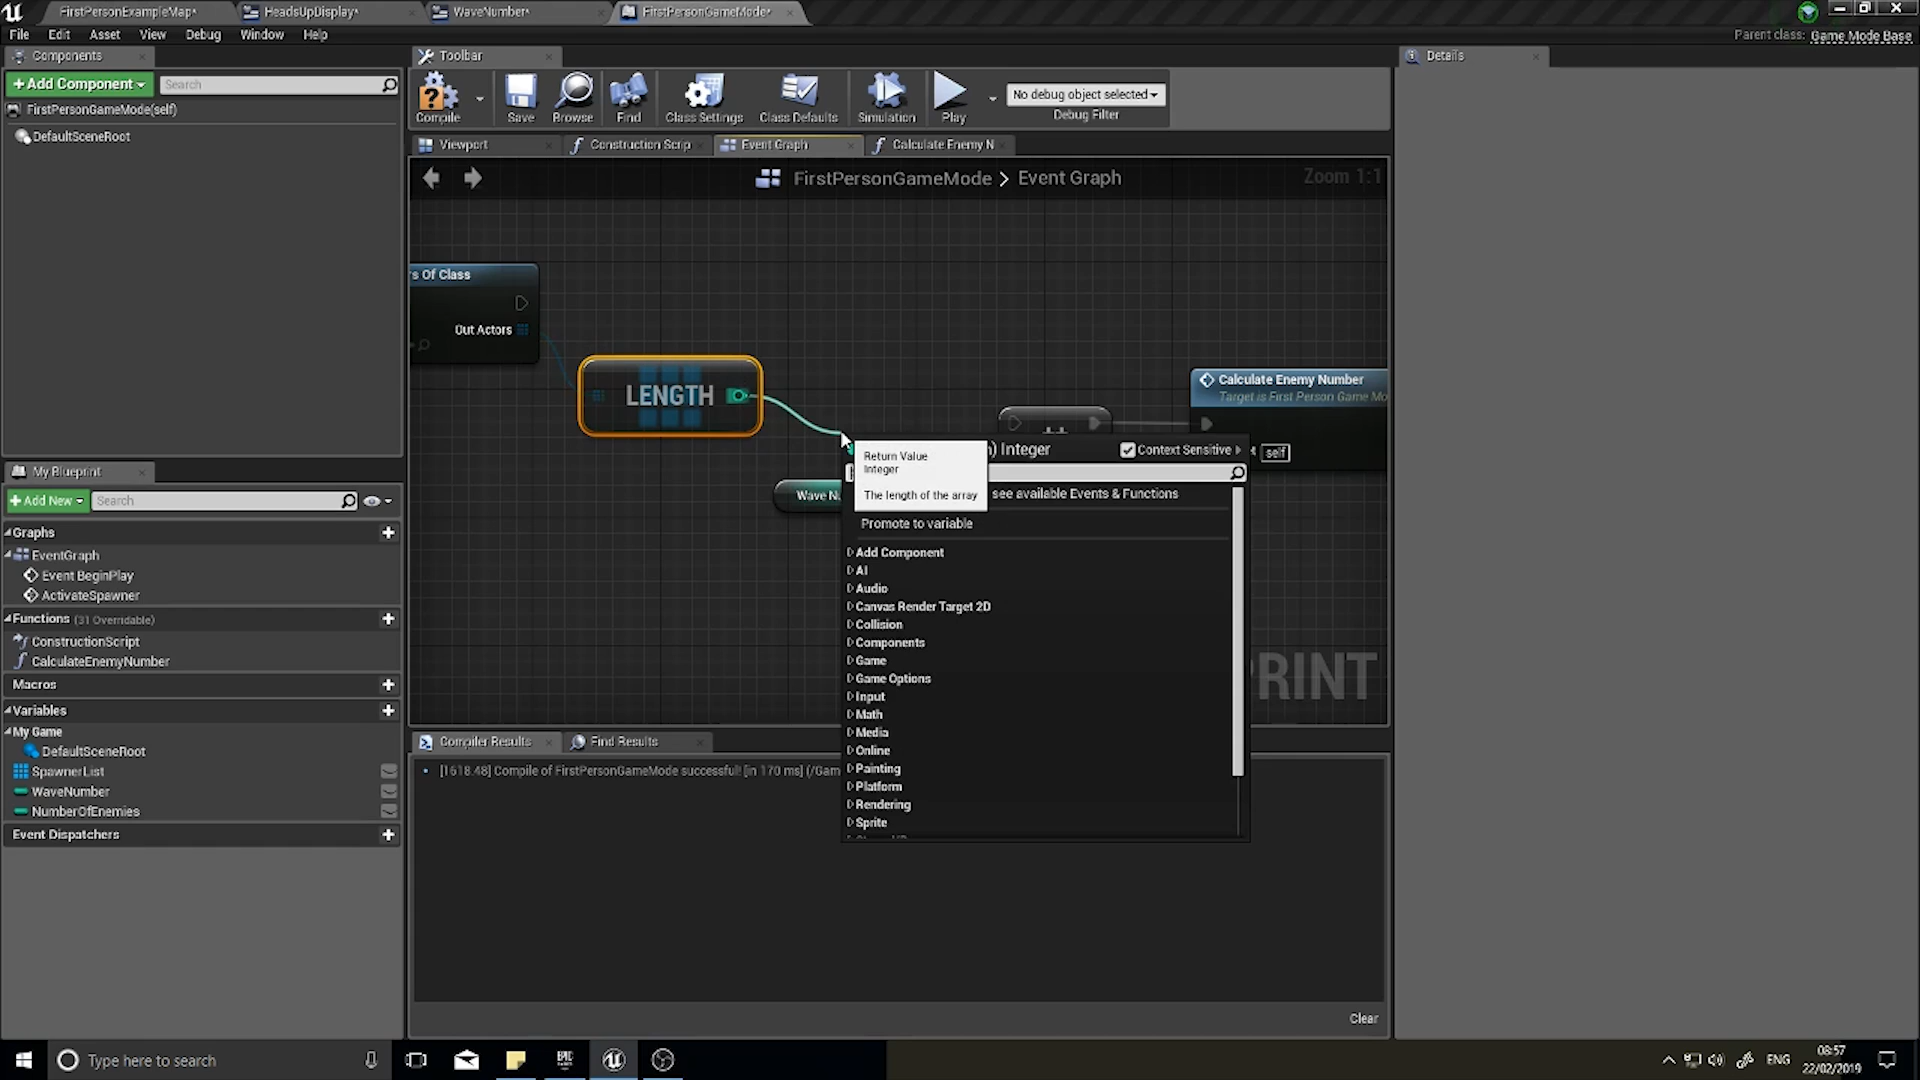 FirstPersonExampleMap*
HeadsUpDisplay*
WaveNumber*
FirstPersonGameMode*
File Edit Asset View Debug Window Help
Parent class: Game Mode Base
Components
Toolbar
Details
+Add Component
Search
FirstPersonGameMode(self)
DefaultSceneRoot
Compile
Save
Browse
Find
Class Settings
Class Defaults
Simulation
Play
No debug object selected
Debug Filter
Viewport
Construction Scrip
Event Graph
Calculate Enemy N
FirstPersonGameMode > Event Graph
Zoom 1:1
rs Of Class
Out Actors
LENGTH
Calculate Enemy Number
Target is First Person Game Mo
++
self
Wave Nu
) Integer
Context Sensitive
Return Value
Integer
The length of the array
see available Events & Functions
Promote to variable
Add Component
AI
Audio
Canvas Render Target 2D
Collision
Components
Game
Game Options
Input
Math
Media
Online
Painting
Platform
Rendering
Sprite
PRINT
My Blueprint
+Add New
Search
Graphs
EventGraph
Event BeginPlay
ActivateSpawner
Functions (31 Overridable)
ConstructionScript
CalculateEnemyNumber
Macros
Variables
My Game
DefaultSceneRoot
SpawnerList
WaveNumber
NumberOfEnemies
Event Dispatchers
Compiler Results
Find Results
[1618.48] Compile of FirstPersonGameMode successful! [in 170 ms] (/Gam
Clear
Type here to search
ENG
08:57
22/02/2019